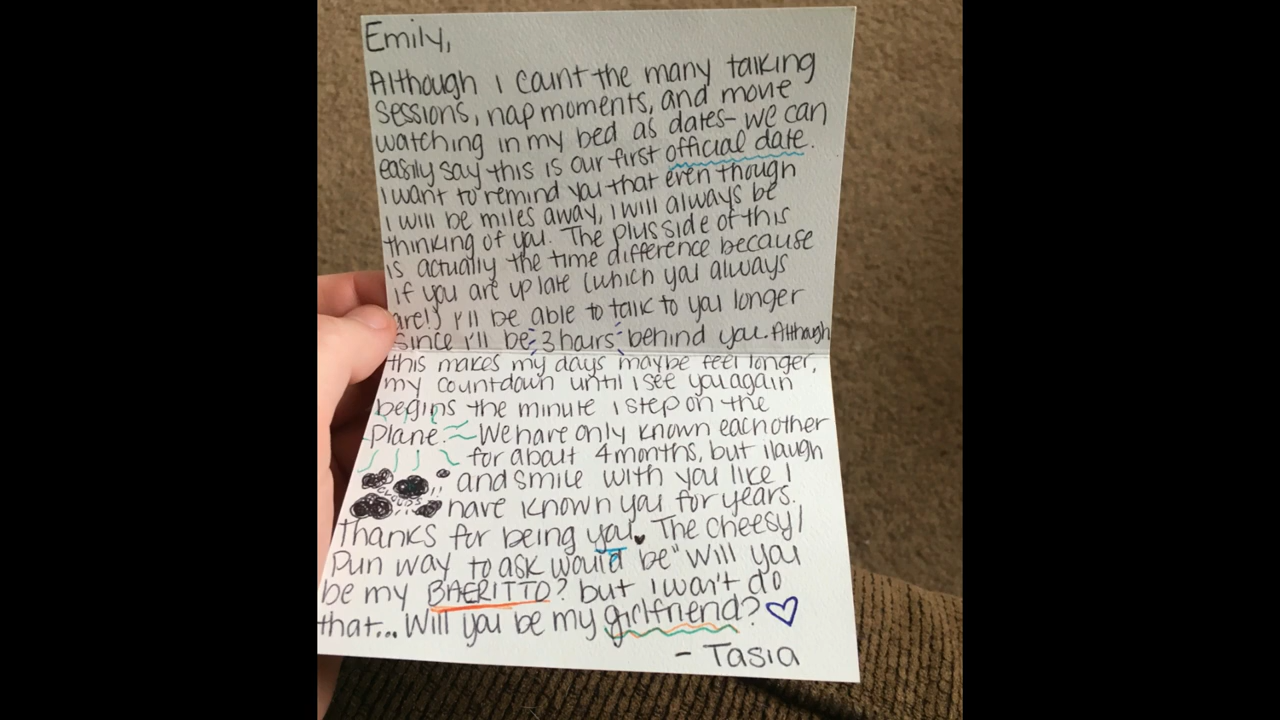 Emily,
Although I count the many talking
sessions, nap moments, and movie
watching in my bed as dates- we can
easily say this is our first official date.
I want to remind you that even though
I will be miles away, I will always be
thinking of you. The plus side of this
is actually the time difference because
if you are up late (which you always
are!) I'll be able to talk to you longer
since I'll be 3 hours behind you. Although
this makes my days maybe feel longer,
my countdown until I see you again
begins the minute I step on the
plane. We have only known each other
for about 4 months, but I laugh
and smile with you like I
CLOUDS
have known you for years.
Thanks for being you. The cheesy/
Pun way to ask would be "Will you
be my BAERITTO? but I won't do
that... Will you be my girlfriend?
- Tasia